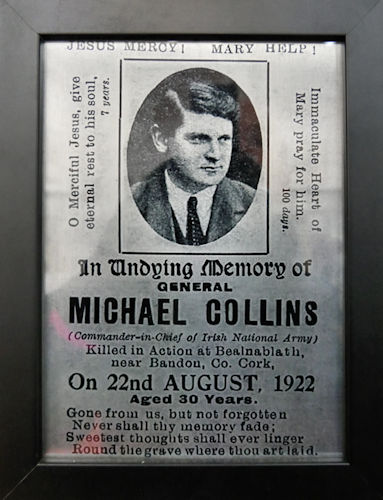 JESUS MERCY! MARY HELP!
O Merciful Jesus, give
eternal rest to his soul,
7 years.
Immaculate Heart of
Mary pray for him.
100 days.
In Undying Memory of
GENERAL
MICHAEL COLLINS
(Commander-in-Chief of Irish National Army)
Killed in Action at Bealnablath,
near Bandon, Co. Cork,
On 22nd AUGUST, 1922
Aged 30 Years.
Gone from us, but not forgotten
Never shall thy memory fade;
Sweetest thoughts shall ever linger
Round the grave where thou art laid.